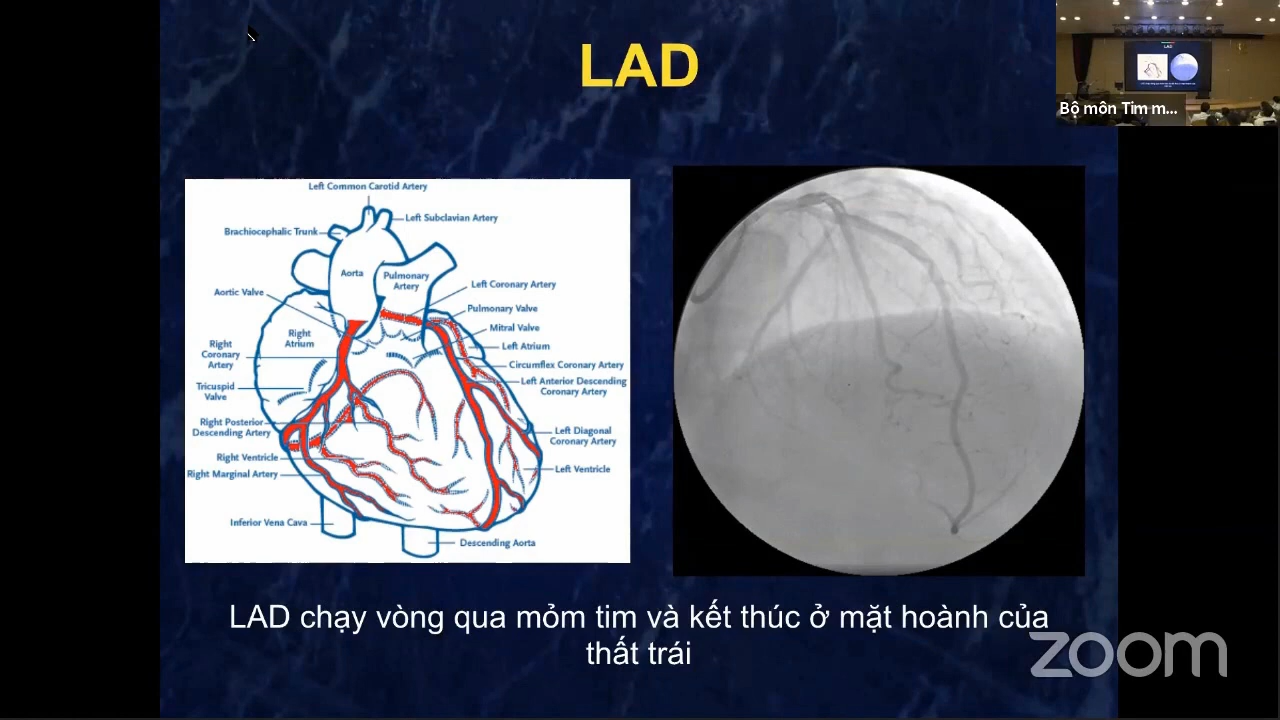 LAD
Bộ môn Tim m...
Left Common Carotid Artery
Left Subclavian Artery
Brachiocephalic Trunk
Aorta
Pulmonary
Artery
Left Coronary Artery
Aortic Valve
Pulmonary Valve
Mitral Valve
Right
Atrium
Left Atrium
Right
Coronary
Artery
Circumflex Coronary Artery
Left Anterior Descending
Coronary Artery
Tricuspid
Valve
Right Posterior
Descending Artery
Left Diagonal
Coronary Artery
Right Ventricle
Left Ventricle
Right Marginal Artery
Inferior Vena Cava
Descending Aorta
LAD chạy vòng qua mỏm tim và kết thúc ở mặt hoành của
thất trái
zoom